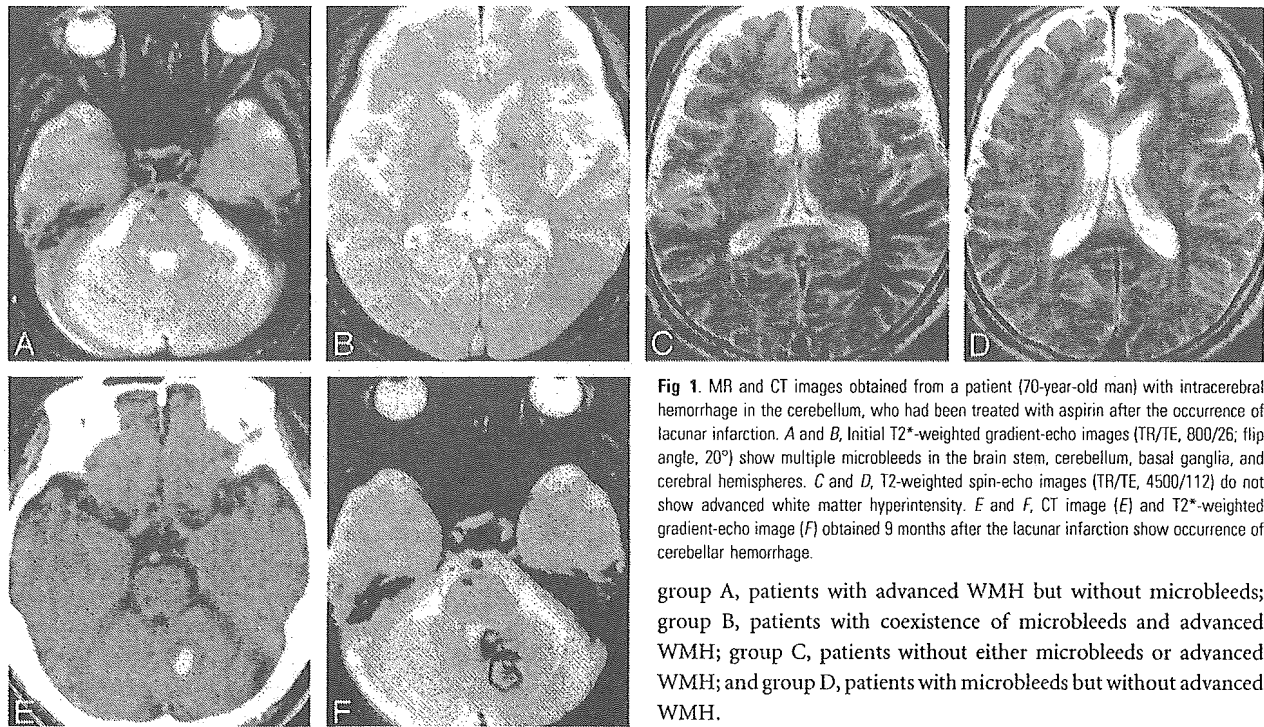 A
B
C
D
E
F
Fig 1. MR and CT images obtained from a patient (70-year-old man) with intracerebral
hemorrhage in the cerebellum, who had been treated with aspirin after the occurrence of
lacunar infarction. A and B, Initial T2*-weighted gradient-echo images (TR/TE, 800/26; flip
angle, 20°) show multiple microbleeds in the brain stem, cerebellum, basal ganglia, and
cerebral hemispheres. C and D, T2-weighted spin-echo images (TR/TE, 4500/112) do not
show advanced white matter hyperintensity. E and F, CT image (E) and T2*-weighted
gradient-echo image (F) obtained 9 months after the lacunar infarction show occurrence of
cerebellar hemorrhage.
group A, patients with advanced WMH but without microbleeds;
group B, patients with coexistence of microbleeds and advanced
WMH; group C, patients without either microbleeds or advanced
WMH; and group D, patients with microbleeds but without advanced
WMH.